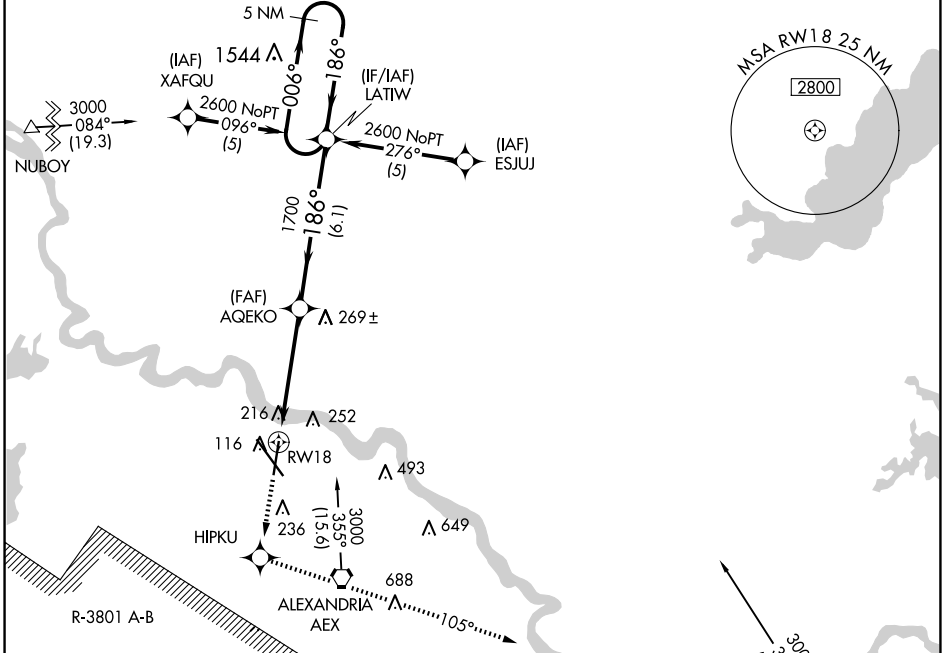 5 NM
(IAF)
XAFQU
1544
006°
186°
(IF/IAF)
LATIW
MSA RW18 25 NM
2800
3000
084°
(19.3)
NUBOY
2600 NoPT
096°
(5)
2600 NoPT
276°
(5)
(IAF)
ESJUJ
1700
186°
(6.1)
(FAF)
AQEKO
269±
216
252
116
RW18
493
236
3000
355°
(15.6)
649
HIPKU
688
ALEXANDRIA
AEX
105°
R-3801 A-B